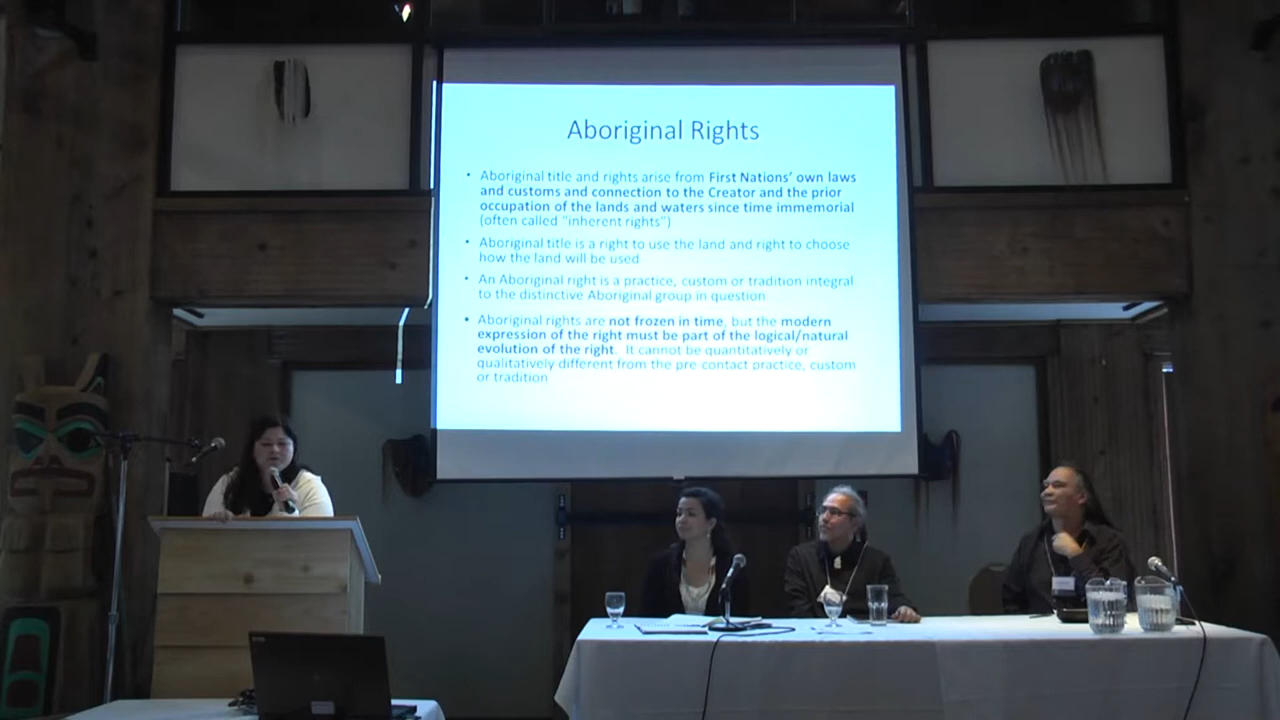 Aboriginal Rights
• Aboriginal title and rights arise from First Nations' own laws
and customs and connection to the Creator and the prior
occupation of the lands and waters since time immemorial
(often called "inherent rights")
• Aboriginal title is a right to use the land and right to choose
how the land will be used
• An Aboriginal right is a practice, custom or tradition integral
to the distinctive Aboriginal group in question
• Aboriginal rights are not frozen in time, but the modern
expression of the right must be part of the logical/natural
evolution of the right. It cannot be quantitatively or
qualitatively different from the pre contact practice, custom
or tradition